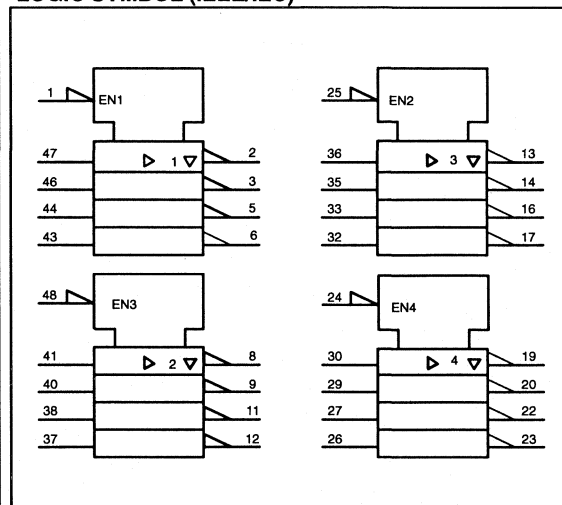 LOGIC SYMBOL (IEEE/IEC)
1 EN1
47 1 2
46 3
44 5
43 6
25 EN2
36 3 13
35 14
33 16
32 17
48 EN3
41 2 8
40 9
38 11
37 12
24 EN4
30 4 19
29 20
27 22
26 23